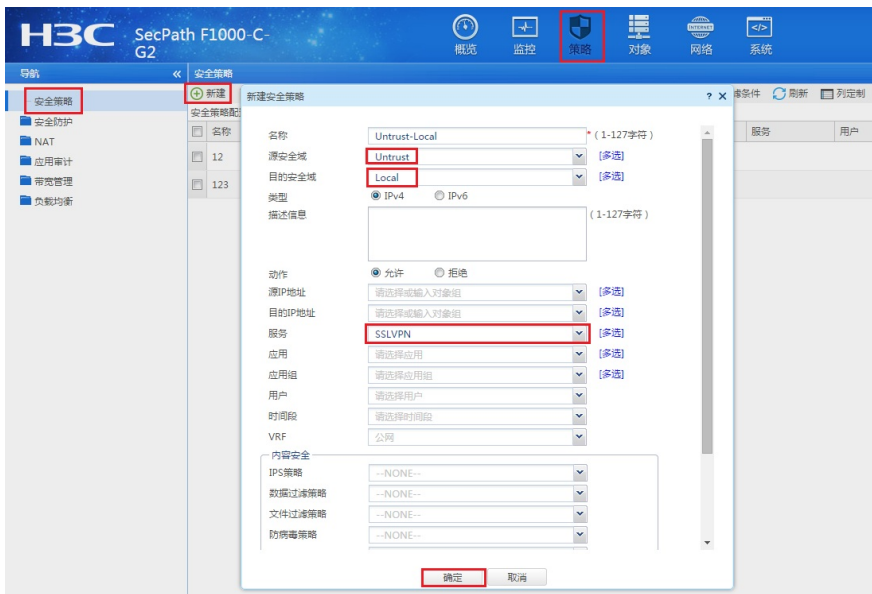 H3C SecPath F1000-C-G2
概览 监控 策略 对象 网络 系统
导航 « 安全策略
安全策略
安全防护
NAT
应用审计
带宽管理
负载均衡
新建 条件 刷新 列定制
安全策略配
名称 服务 用户
12
123
新建安全策略 ? X
名称 Untrust-Local * (1-127字符)
源安全域 Untrust [多选]
目的安全域 Local [多选]
类型 IPv4 IPv6
描述信息 (1-127字符)
动作 允许 拒绝
源IP地址 请选择或输入对象组 [多选]
目的IP地址 请选择或输入对象组 [多选]
服务 SSLVPN [多选]
应用 请选择应用 [多选]
应用组 请选择应用组 [多选]
用户 请选择用户
时间段 请选择时间段
VRF 公网
内容安全
IPS策略 --NONE--
数据过滤策略 --NONE--
文件过滤策略 --NONE--
防病毒策略 --NONE--
确定 取消